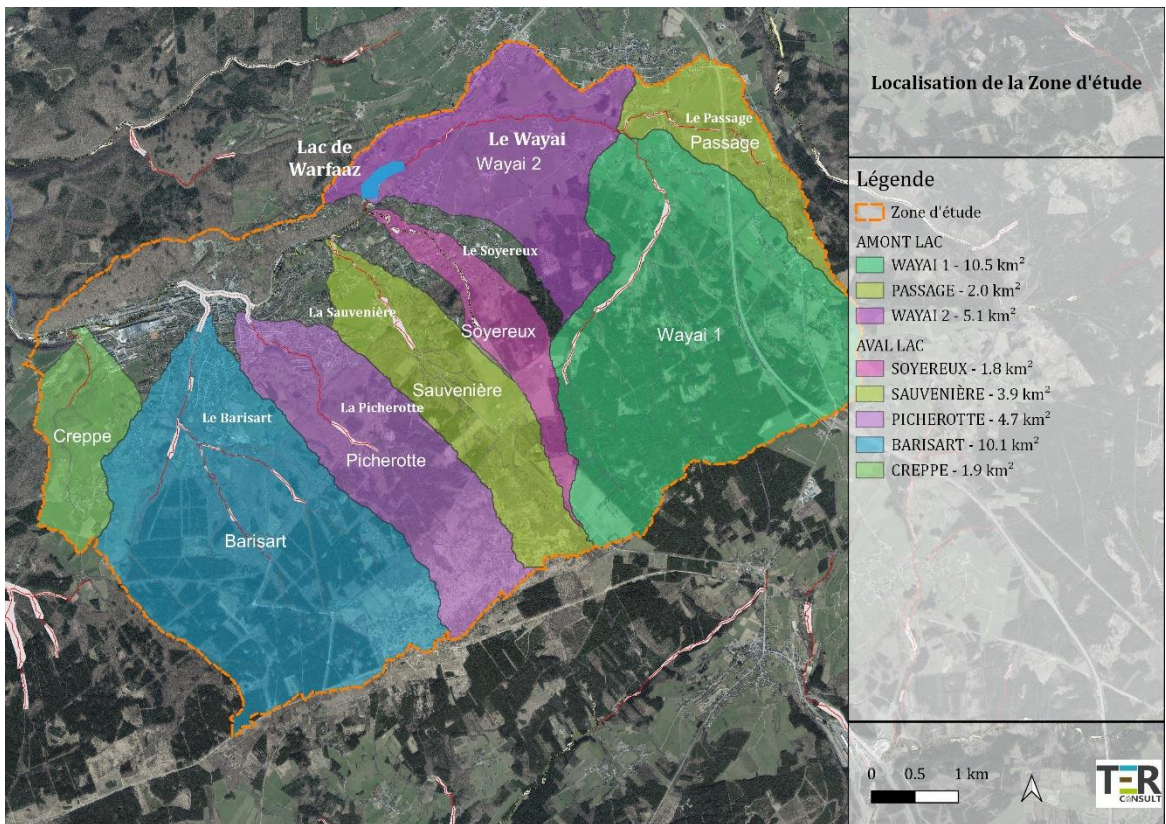 Localisation de la Zone d'étude
Légende
Zone d'étude
AMONT LAC
WAYAI 1 - 10.5 km²
PASSAGE - 2.0 km²
WAYAI 2 - 5.1 km²
AVAL LAC
SOYEREUX - 1.8 km²
SAUVENIÈRE - 3.9 km²
PICHEROTTE - 4.7 km²
BARISART - 10.1 km²
CREPPE - 1.9 km²
Le Passage
Passage
Le Wayai
Wayai 2
Lac de
Warfaaz
Le Soyereux
Soyereux
La Sauvenière
Sauvenière
Wayai 1
La Picherotte
Picherotte
Le Barisart
Barisart
Creppe
0 0.5 1 km
TER
CONSULT